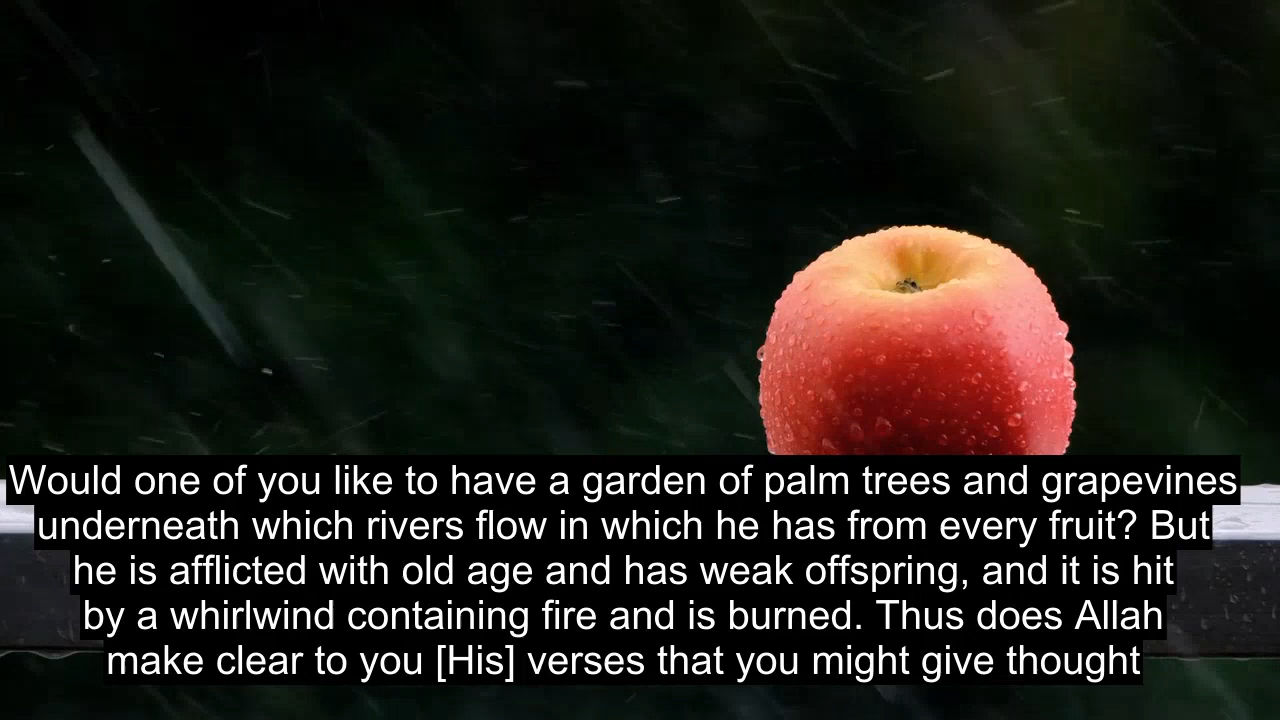 Would one of you like to have a garden of palm trees and grapevines
underneath which rivers flow in which he has from every fruit? But
he is afflicted with old age and has weak offspring, and it is hit
by a whirlwind containing fire and is burned. Thus does Allah
make clear to you [His] verses that you might give thought